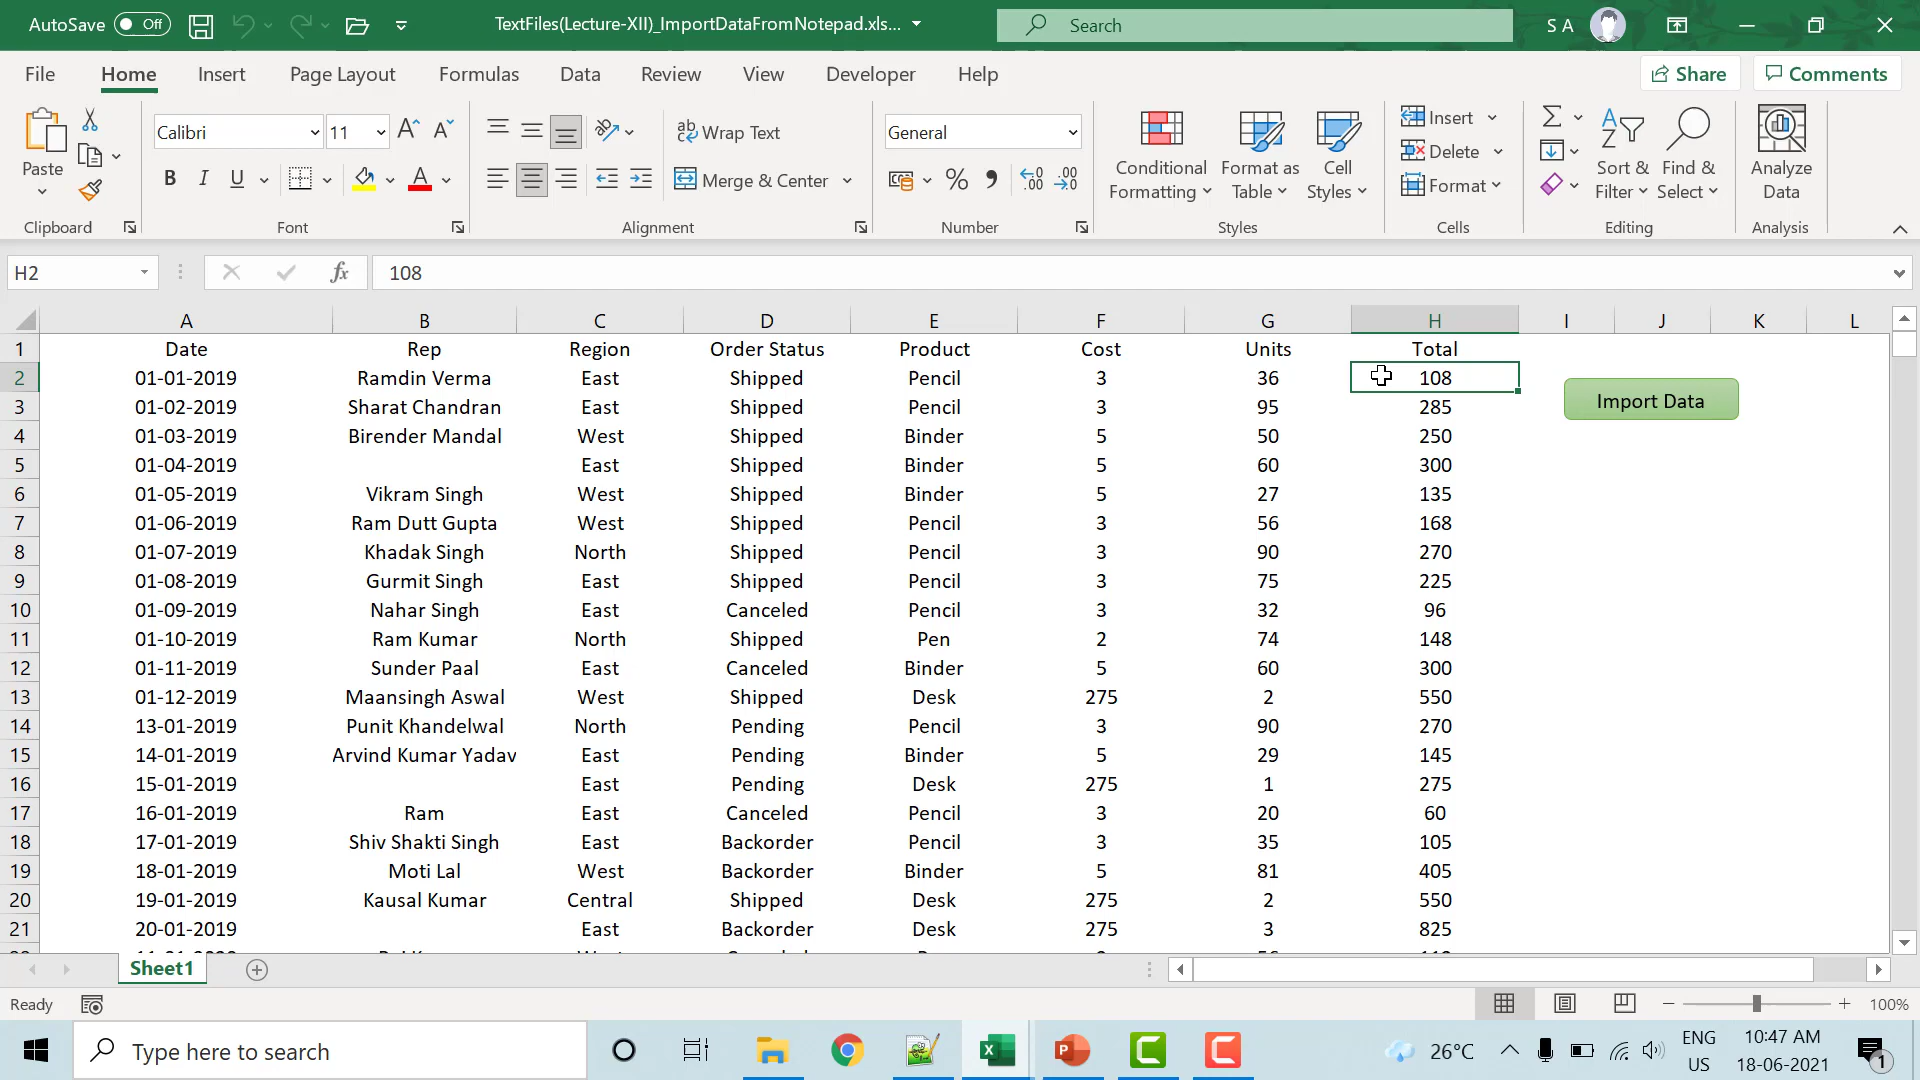 AutoSave Off TextFiles(Lecture-XII)_ImportDataFromNotepad.xls... Search S A
File Home Insert Page Layout Formulas Data Review View Developer Help Share Comments
Calibri 11 Wrap Text General Insert
Paste Conditional Format as Cell Delete Sort & Find & Analyze
B I U Merge & Center % Formatting Table Styles Format Filter Select Data
Clipboard Font Alignment Number Styles Cells Editing Analysis
H2 fx 108
A B C D E F G H I J K L
1 Date Rep Region Order Status Product Cost Units Total
2 01-01-2019 Ramdin Verma East Shipped Pencil 3 36 108
Import Data
3 01-02-2019 Sharat Chandran East Shipped Pencil 3 95 285
4 01-03-2019 Birender Mandal West Shipped Binder 5 50 250
5 01-04-2019 East Shipped Binder 5 60 300
6 01-05-2019 Vikram Singh West Shipped Binder 5 27 135
7 01-06-2019 Ram Dutt Gupta West Shipped Pencil 3 56 168
8 01-07-2019 Khadak Singh North Shipped Pencil 3 90 270
9 01-08-2019 Gurmit Singh East Shipped Pencil 3 75 225
10 01-09-2019 Nahar Singh East Canceled Pencil 3 32 96
11 01-10-2019 Ram Kumar North Shipped Pen 2 74 148
12 01-11-2019 Sunder Paal East Canceled Binder 5 60 300
13 01-12-2019 Maansingh Aswal West Shipped Desk 275 2 550
14 13-01-2019 Punit Khandelwal North Pending Pencil 3 90 270
15 14-01-2019 Arvind Kumar Yadav East Pending Binder 5 29 145
16 15-01-2019 East Pending Desk 275 1 275
17 16-01-2019 Ram East Canceled Pencil 3 20 60
18 17-01-2019 Shiv Shakti Singh East Backorder Pencil 3 35 105
19 18-01-2019 Moti Lal West Backorder Binder 5 81 405
20 19-01-2019 Kausal Kumar Central Shipped Desk 275 2 550
21 20-01-2019 East Backorder Desk 275 3 825
Sheet1
Ready 100%
Type here to search 26°C ENG US 10:47 AM 18-06-2021 1